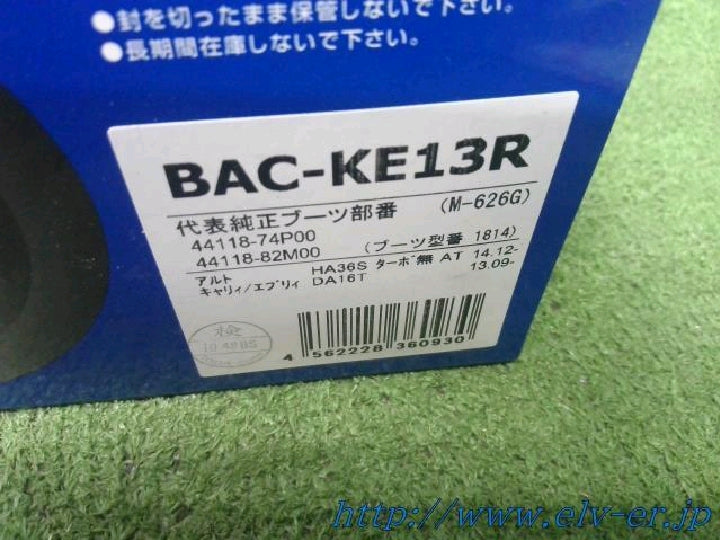 ●封を切ったまま保管しないで下さい。
●長期間在庫しないで下さい。
BAC-KE13R
代表純正ブーツ部番 (M-626G)
44118-74P00
44118-82M00 (ブーツ型番 1814)
アルト HA36S ターボ無 AT 14.12-
キャリィ/エブリィ DA16T 13.09-
検
4 562228 360930
http://www.elv-er.jp